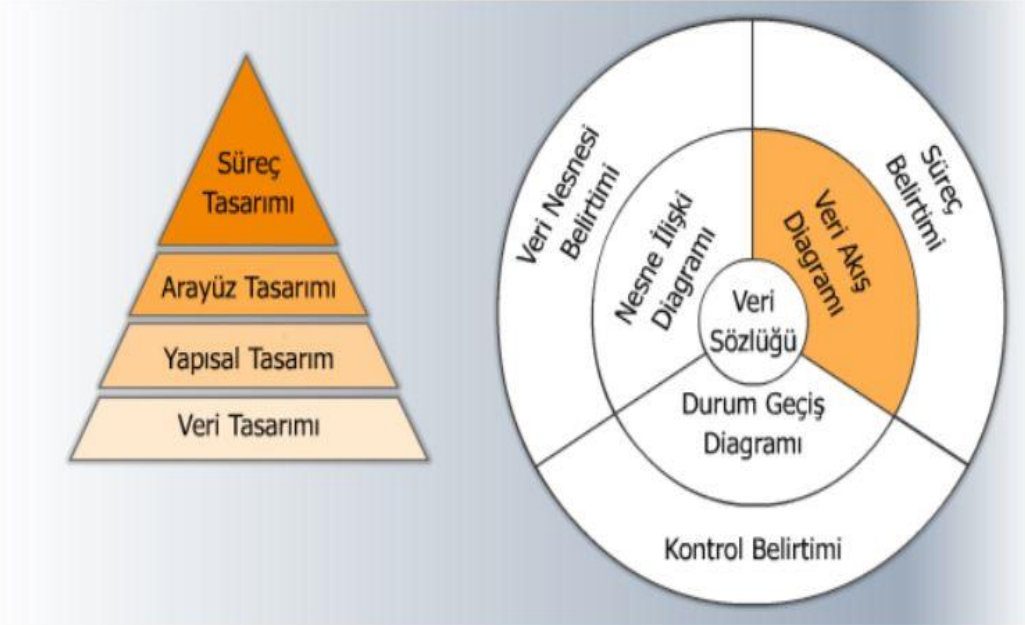 Süreç
Tasarımı
Arayüz Tasarımı
Yapısal Tasarım
Veri Tasarımı
Veri Nesnesi
Belirtimi
Nesne İlişki
Diagramı
Veri
Sözlüğü
Veri Akış
Diagramı
Süreç
Belirtimi
Durum Geçiş
Diagramı
Kontrol Belirtimi